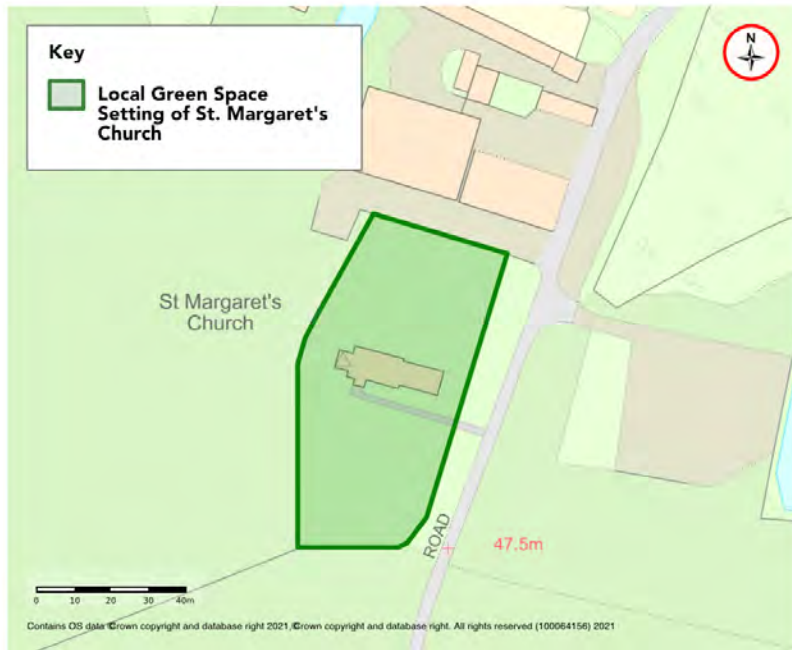 Key
Local Green Space
Setting of St. Margaret's
Church
N
St Margaret's
Church
ROAD
47.5m
0 10 20 30 40m
Contains OS data ©Crown copyright and database right 2021,©Crown copyright and database right. All rights reserved (100064156) 2021